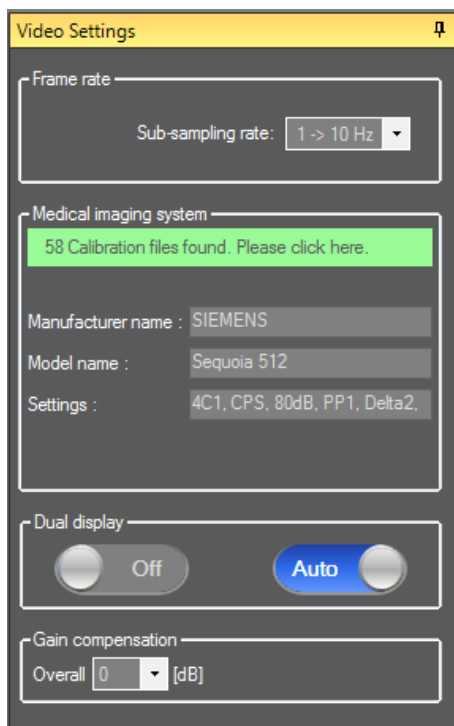 Video Settings
Frame rate
Sub-sampling rate: 1 -> 10 Hz
Medical imaging system
58 Calibration files found. Please click here.
Manufacturer name : SIEMENS
Model name : Sequoia 512
Settings : 4C1, CPS, 80dB, PP1, Delta2,
Dual display
Off Auto
Gain compensation
Overall 0 [dB]